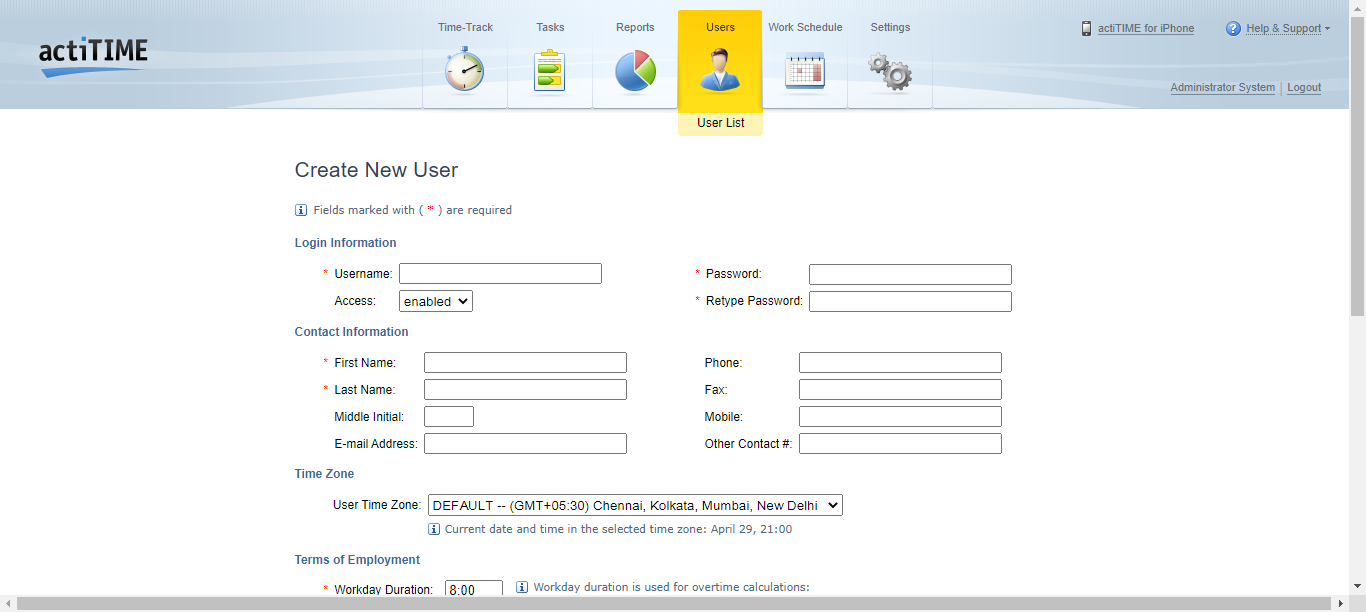 actiTIME
Time-Track Tasks Reports Users Work Schedule Settings
actiTIME for iPhone Help & Support
Administrator System Logout
User List
Create New User
Fields marked with ( * ) are required
Login Information
* Username: * Password:
Access: enabled * Retype Password:
Contact Information
* First Name: Phone:
* Last Name: Fax:
Middle Initial: Mobile:
E-mail Address: Other Contact #:
Time Zone
User Time Zone: DEFAULT -- (GMT+05:30) Chennai, Kolkata, Mumbai, New Delhi
Current date and time in the selected time zone: April 29, 21:00
Terms of Employment
* Workday Duration: 8:00 Workday duration is used for overtime calculations: